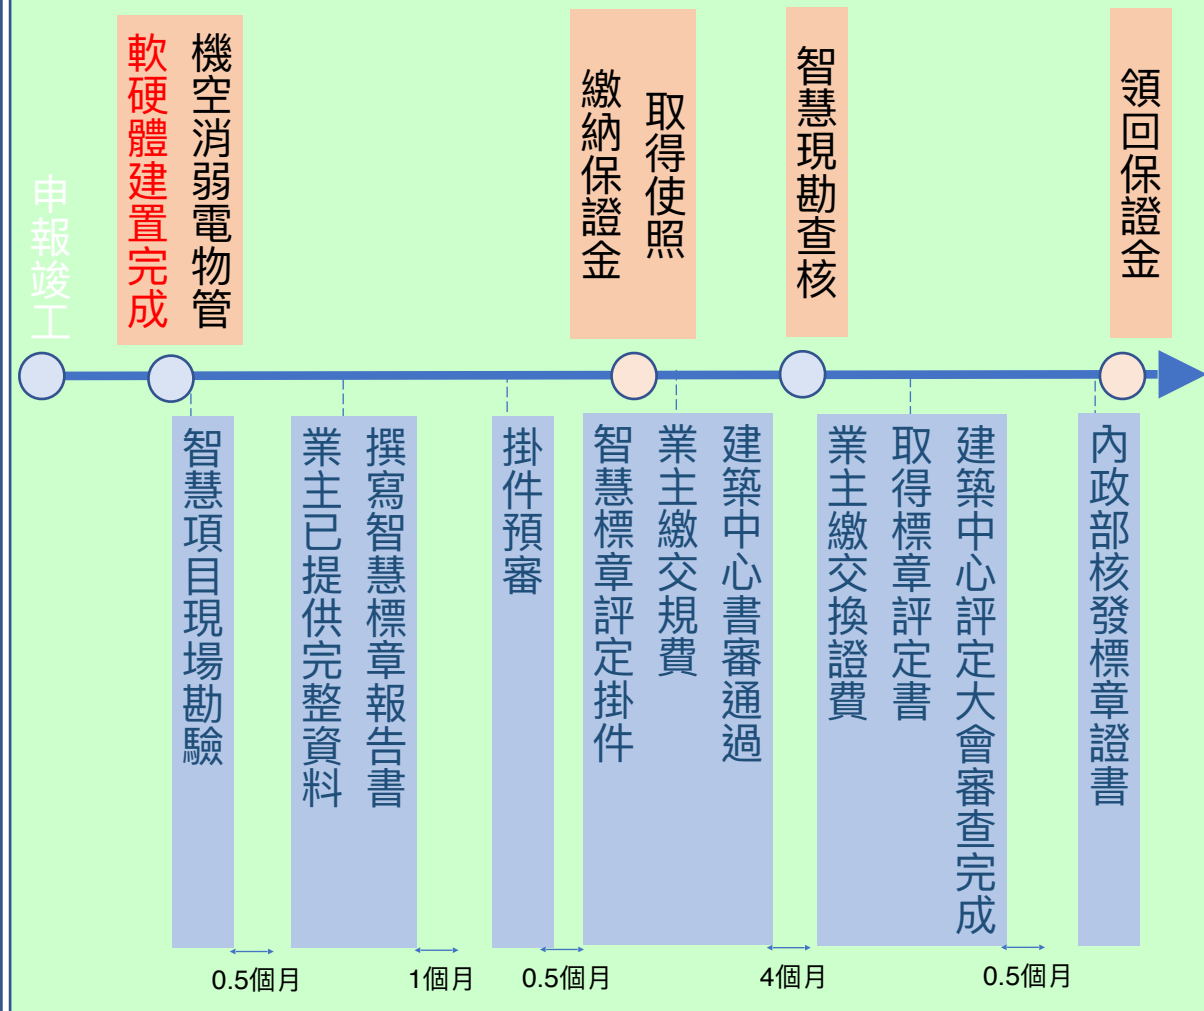 申報竣工
機空消弱電物管
軟硬體建置完成
取得使照
繳納保證金
智慧現勘查核
領回保證金
智慧項目現場勘驗
撰寫智慧標章報告書
業主已提供完整資料
掛件預審
建築中心書審通過
業主繳交規費
智慧標章評定掛件
建築中心評定大會審查完成
取得標章評定書
業主繳交換證費
內政部核發標章證書
0.5個月
1個月
0.5個月
4個月
0.5個月